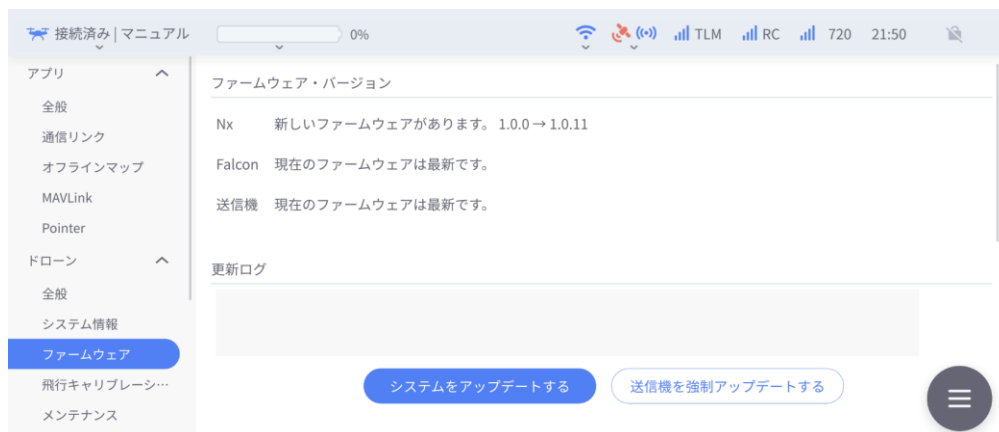 接続済み | マニュアル 0% TLM RC 720 21:50
アプリ
全般
通信リンク
オフラインマップ
MAVLink
Pointer
ドローン
全般
システム情報
ファームウェア
飛行キャリブレーシ…
メンテナンス
ファームウェア・バージョン
Nx 新しいファームウェアがあります。 1.0.0 → 1.0.11
Falcon 現在のファームウェアは最新です。
送信機 現在のファームウェアは最新です。
更新ログ
システムをアップデートする 送信機を強制アップデートする